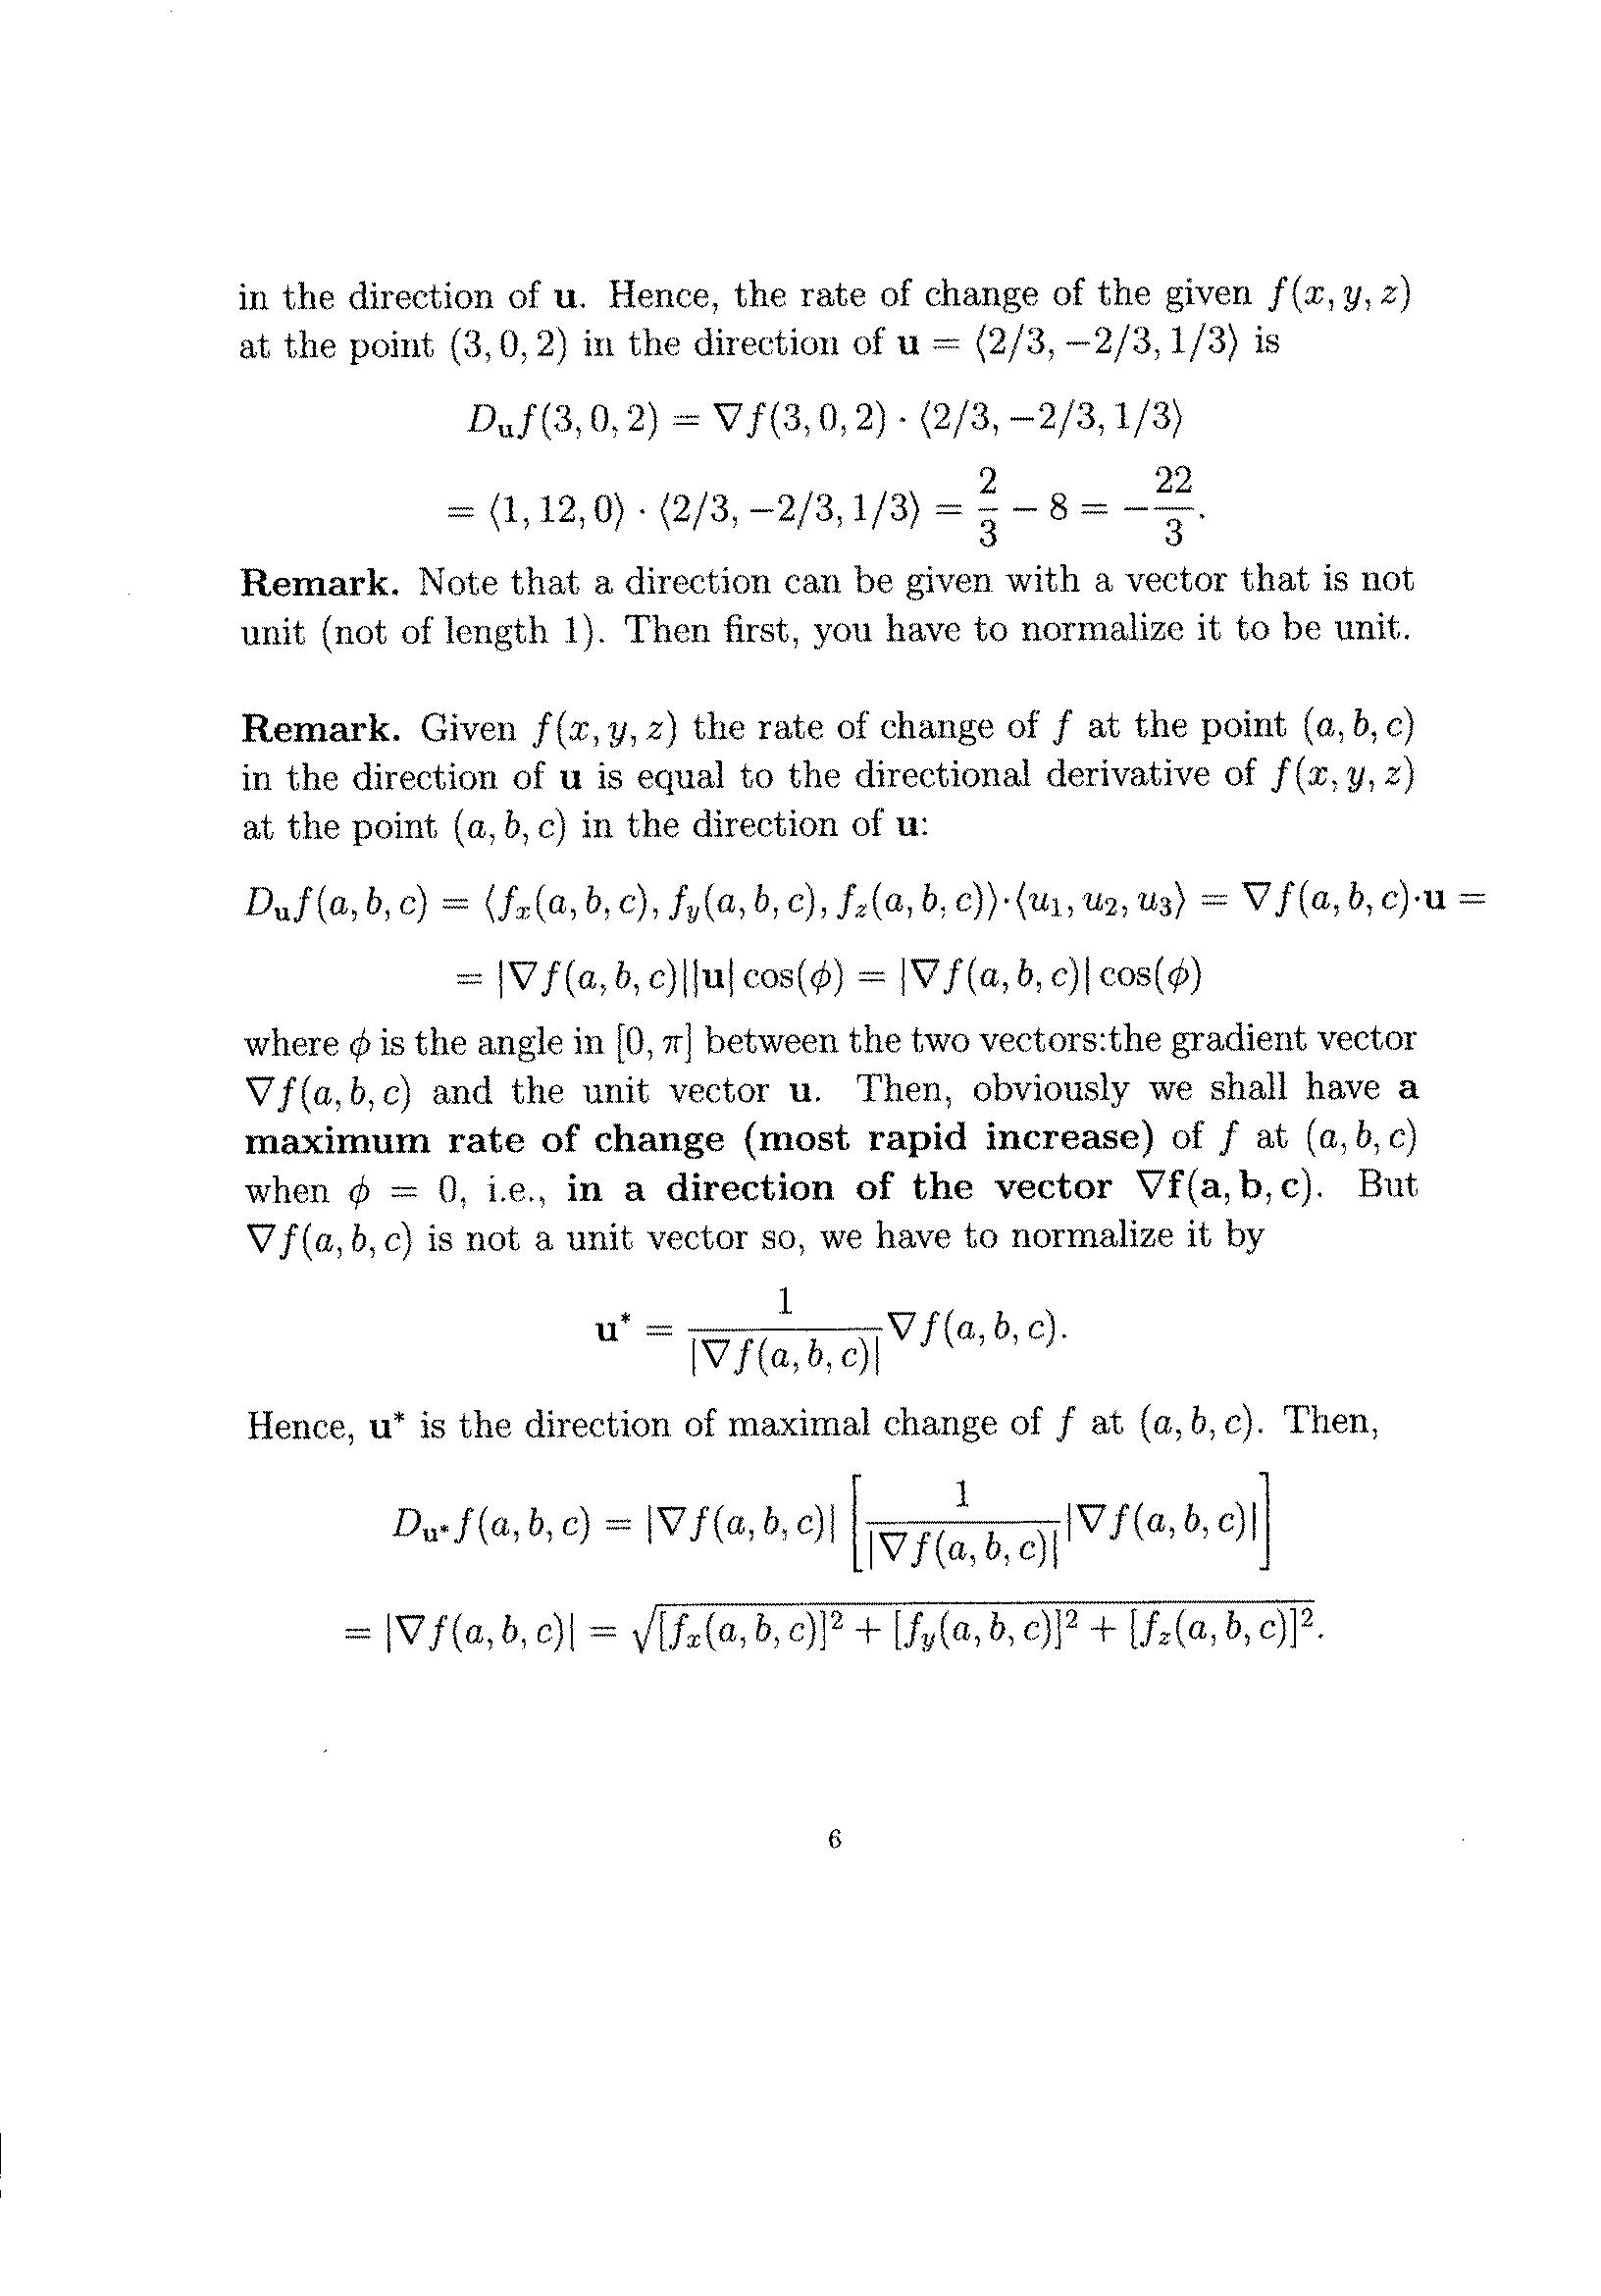 in the direction of u. Hence, the rate of change of the given f(x, y, z)
at the point (3, 0, 2) in the direction of u = ⟨2/3, −2/3, 1/3⟩ is
D_u f(3, 0, 2) = ∇f(3, 0, 2) · ⟨2/3, −2/3, 1/3⟩
= ⟨1, 12, 0⟩ · ⟨2/3, −2/3, 1/3⟩ = 2/3 − 8 = −22/3.
Remark. Note that a direction can be given with a vector that is not
unit (not of length 1). Then first, you have to normalize it to be unit.
Remark. Given f(x, y, z) the rate of change of f at the point (a, b, c)
in the direction of u is equal to the directional derivative of f(x, y, z)
at the point (a, b, c) in the direction of u:
D_u f(a, b, c) = ⟨f_x(a, b, c), f_y(a, b, c), f_z(a, b, c)⟩·⟨u_1, u_2, u_3⟩ = ∇f(a, b, c)·u =
= |∇f(a, b, c)||u| cos(ϕ) = |∇f(a, b, c)| cos(ϕ)
where ϕ is the angle in [0, π] between the two vectors:the gradient vector
∇f(a, b, c) and the unit vector u. Then, obviously we shall have a
maximum rate of change (most rapid increase) of f at (a, b, c)
when ϕ = 0, i.e., in a direction of the vector ∇f(a, b, c). But
∇f(a, b, c) is not a unit vector so, we have to normalize it by
u* = 1/|∇f(a, b, c)| ∇f(a, b, c).
Hence, u* is the direction of maximal change of f at (a, b, c). Then,
D_u* f(a, b, c) = |∇f(a, b, c)| [1/|∇f(a, b, c)| |∇f(a, b, c)|]
= |∇f(a, b, c)| = √([f_x(a, b, c)]² + [f_y(a, b, c)]² + [f_z(a, b, c)]²).
6